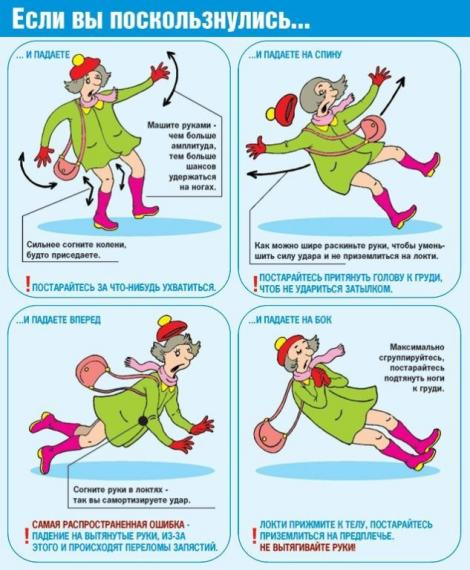 Если вы поскользнулись...
... И ПАДАЕТЕ
Машите руками -
чем больше
амплитуда,
тем больше
шансов
удержаться
на ногах.
Сильнее согните колени,
будто приседаете.
! ПОСТАРАЙТЕСЬ ЗА ЧТО-НИБУДЬ УХВАТИТЬСЯ.
...И ПАДАЕТЕ НА СПИНУ
Как можно шире раскиньте руки, чтобы умень-
шить силу удара и не приземлиться на локти.
! ПОСТАРАЙТЕСЬ ПРИТЯНУТЬ ГОЛОВУ К ГРУДИ,
ЧТОБ НЕ УДАРИТЬСЯ ЗАТЫЛКОМ.
...И ПАДАЕТЕ ВПЕРЕД
Согните руки в локтях -
так вы самортизируете удар.
! САМАЯ РАСПРОСТРАНЕННАЯ ОШИБКА -
ПАДЕНИЕ НА ВЫТЯНУТЫЕ РУКИ, ИЗ-ЗА
ЭТОГО И ПРОИСХОДЯТ ПЕРЕЛОМЫ ЗАПЯСТИЙ.
...И ПАДАЕТЕ НА БОК
Максимально
сгруппируйтесь,
постарайтесь
подтянуть ноги
к груди.
! ЛОКТИ ПРИЖМИТЕ К ТЕЛУ, ПОСТАРАЙТЕСЬ
ПРИЗЕМЛИТЬСЯ НА ПРЕДПЛЕЧЬЕ.
НЕ ВЫТЯГИВАЙТЕ РУКИ!